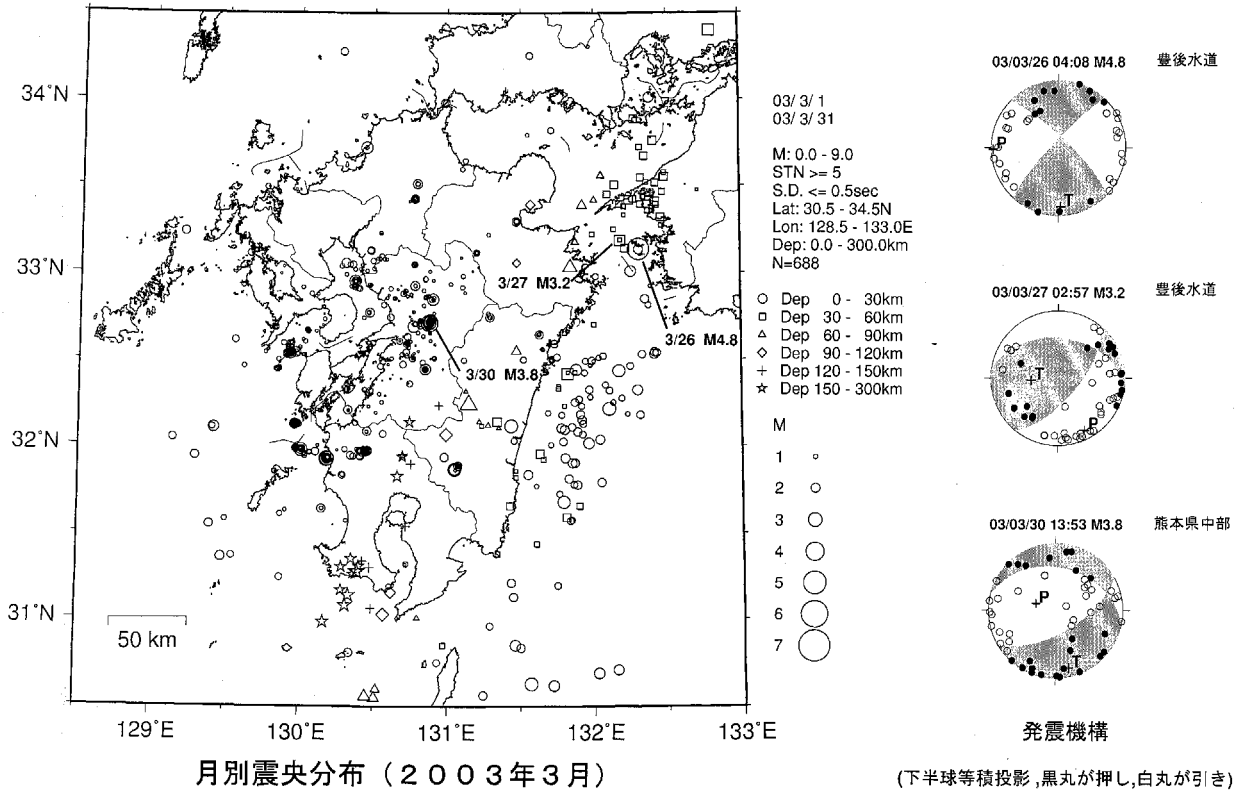 34°N
33°N
32°N
31°N
129°E
130°E
131°E
132°E
133°E
50 km
3/27 M3.2
3/26 M4.8
3/30 M3.8
月別震央分布（２００３年３月）
03/ 3/ 1
03/ 3/31
M: 0.0 - 9.0
STN >= 5
S.D. <= 0.5sec
Lat: 30.5 - 34.5N
Lon: 128.5 - 133.0E
Dep: 0.0 - 300.0km
N=688
Dep 0 - 30km
Dep 30 - 60km
Dep 60 - 90km
Dep 90 - 120km
Dep 120 - 150km
Dep 150 - 300km
M
1
2
3
4
5
6
7
03/03/26 04:08 M4.8 豊後水道
P
T
03/03/27 02:57 M3.2 豊後水道
T
P
03/03/30 13:53 M3.8 熊本県中部
P
T
発震機構
(下半球等積投影,黒丸が押し,白丸が引き)